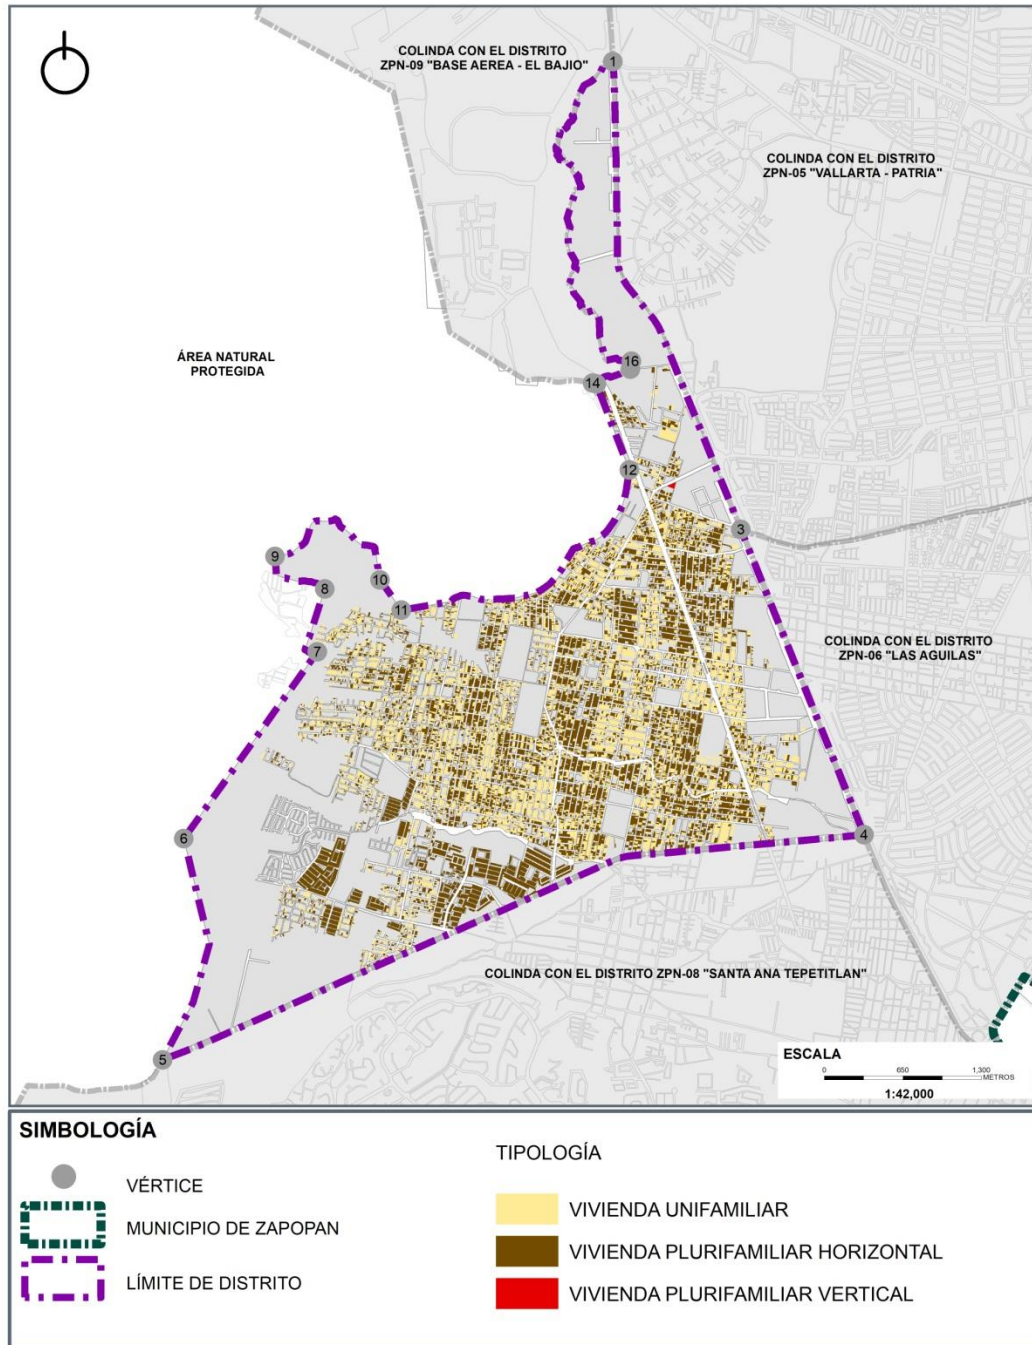 COLINDA CON EL DISTRITO
ZPN-09 "BASE AEREA - EL BAJIO"
1
COLINDA CON EL DISTRITO
ZPN-05 "VALLARTA - PATRIA"
ÁREA NATURAL
PROTEGIDA
16
14
12
3
9
10
8
11
COLINDA CON EL DISTRITO
ZPN-06 "LAS AGUILAS"
7
6
4
COLINDA CON EL DISTRITO ZPN-08 "SANTA ANA TEPETITLAN"
5
ESCALA
0 650 1,300
METROS
1:42,000
SIMBOLOGÍA
VÉRTICE
MUNICIPIO DE ZAPOPAN
LÍMITE DE DISTRITO
TIPOLOGÍA
VIVIENDA UNIFAMILIAR
VIVIENDA PLURIFAMILIAR HORIZONTAL
VIVIENDA PLURIFAMILIAR VERTICAL